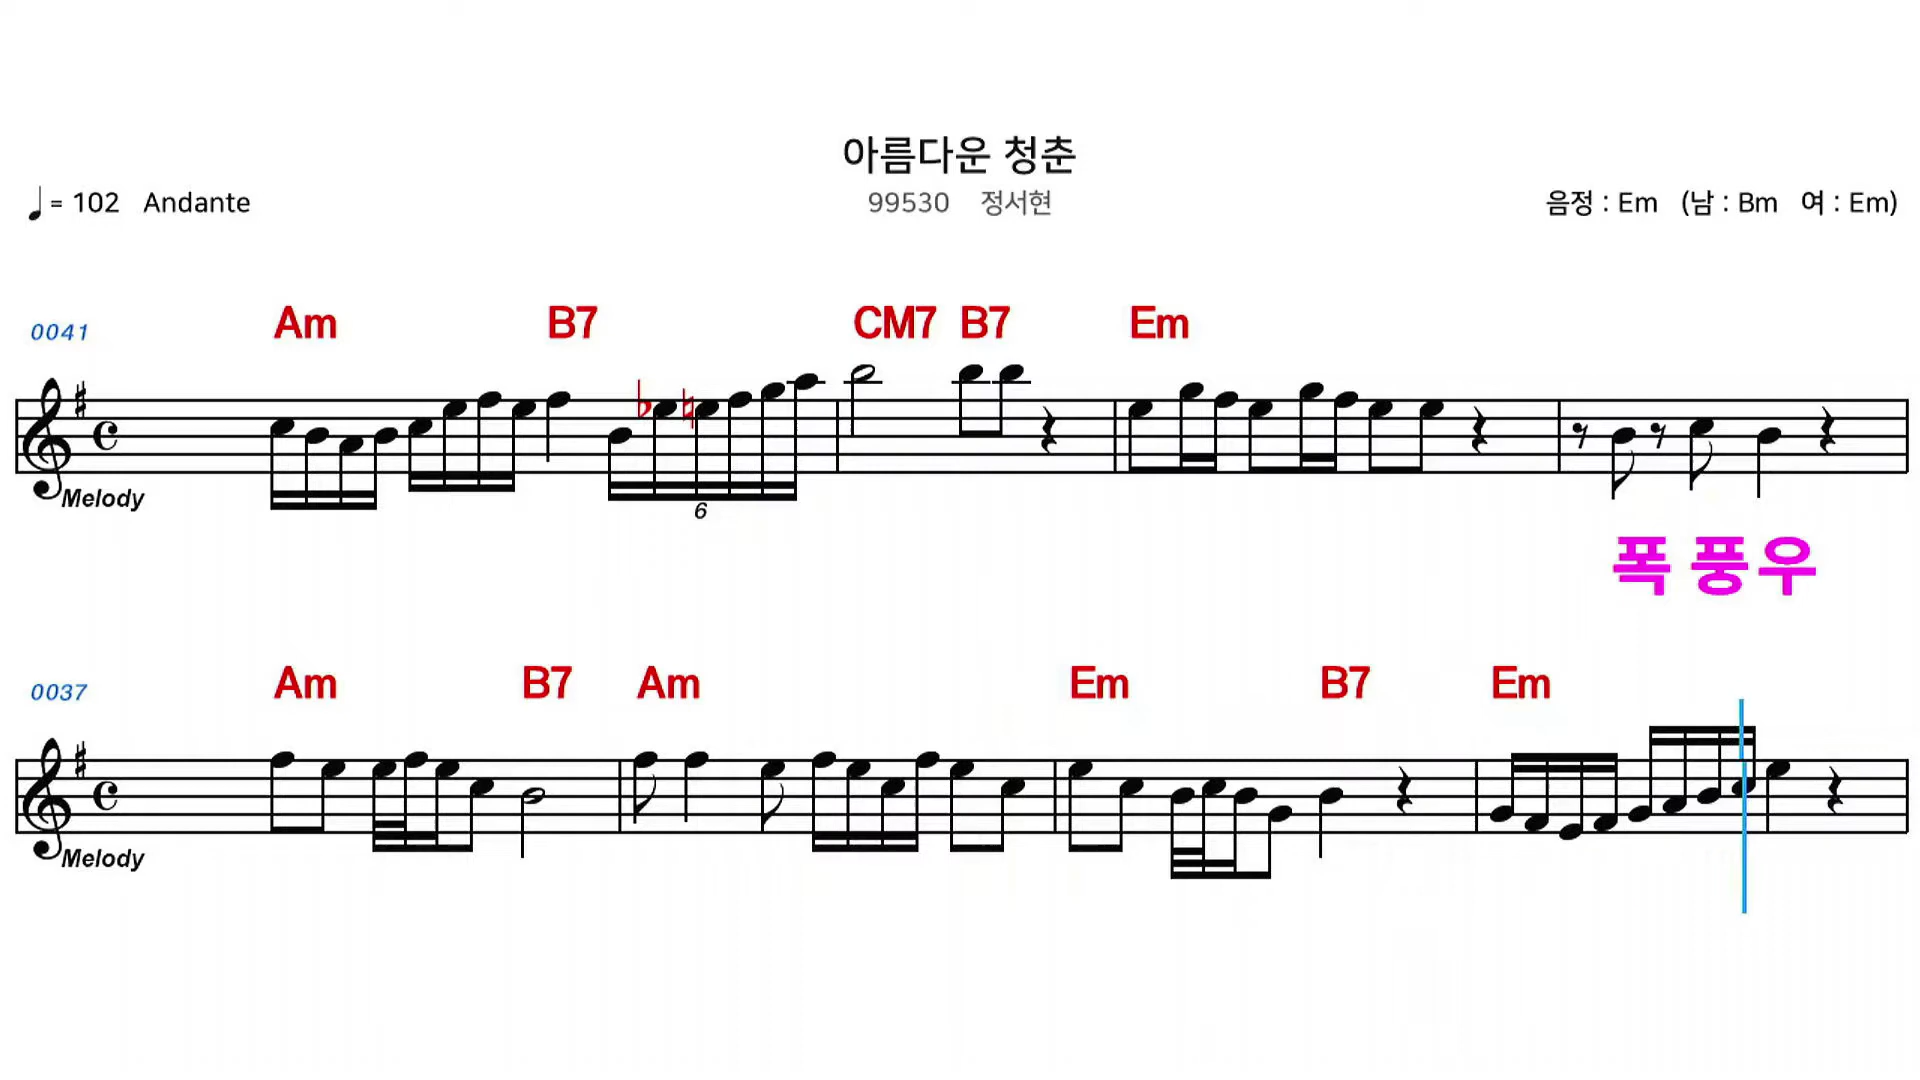 아름다운 청춘
= 102 Andante 99530 정서현 음정 : Em (남 : Bm 여 : Em)
0041 Am B7 CM7 B7 Em
Melody
6
폭 풍 우
0037 Am B7 Am Em B7 Em
Melody